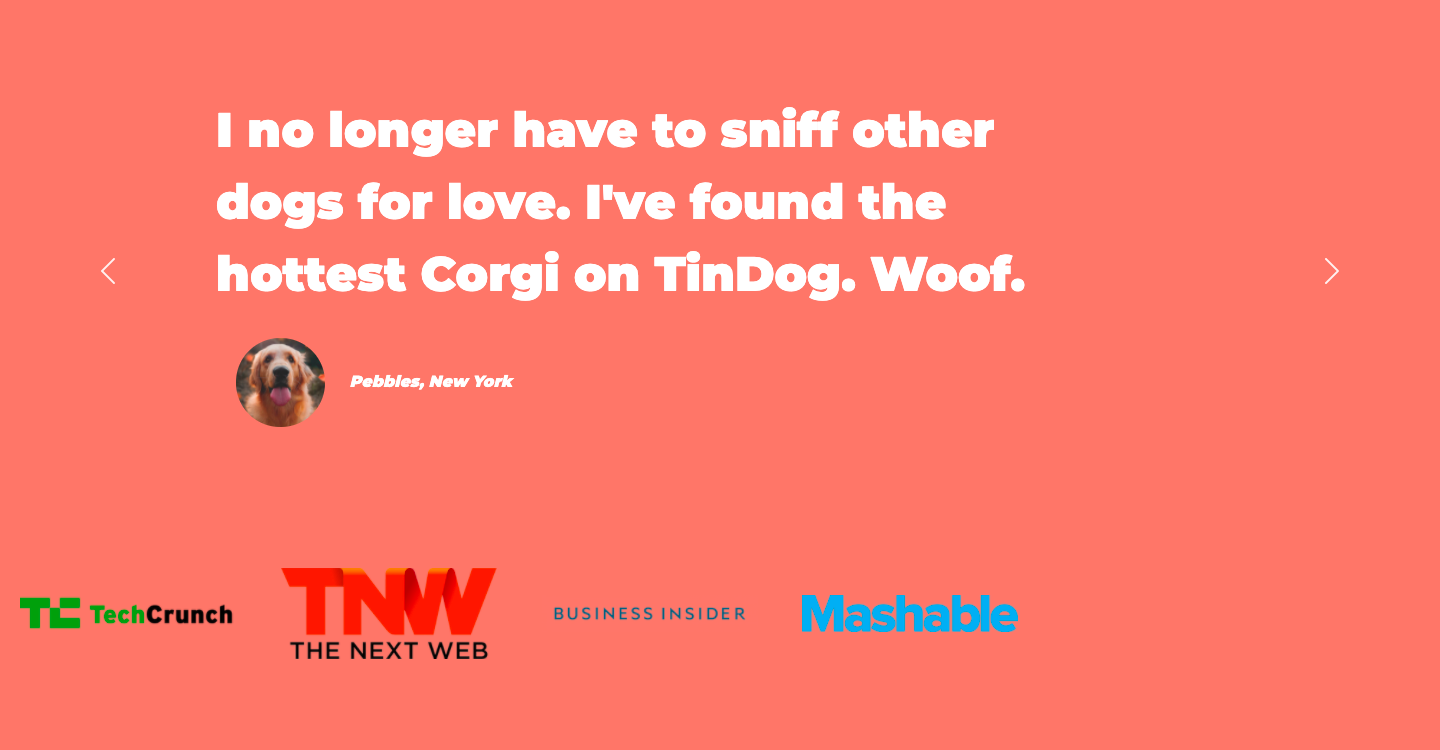 I no longer have to sniff other
dogs for love. I've found the
hottest Corgi on TinDog. Woof.
Pebbles, New York
TC TechCrunch
TNW
THE NEXT WEB
BUSINESS INSIDER
Mashable